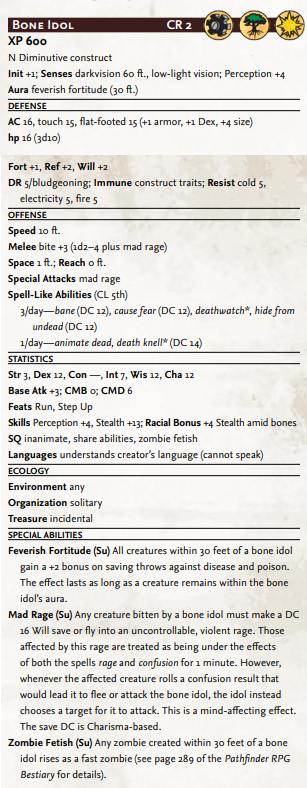 BONE IDOL CR 2
XP 600
N Diminutive construct
Init +1; Senses darkvision 60 ft., low-light vision; Perception +4
Aura feverish fortitude (30 ft.)
DEFENSE
AC 16, touch 15, flat-footed 15 (+1 armor, +1 Dex, +4 size)
hp 16 (3d10)
Fort +1, Ref +2, Will +2
DR 5/bludgeoning; Immune construct traits; Resist cold 5,
electricity 5, fire 5
OFFENSE
Speed 10 ft.
Melee bite +3 (1d2–4 plus mad rage)
Space 1 ft.; Reach 0 ft.
Special Attacks mad rage
Spell-Like Abilities (CL 5th)
3/day—bane (DC 12), cause fear (DC 12), deathwatch*, hide from
undead (DC 12)
1/day—animate dead, death knell* (DC 14)
STATISTICS
Str 3, Dex 12, Con —, Int 7, Wis 12, Cha 12
Base Atk +3; CMB 0; CMD 6
Feats Run, Step Up
Skills Perception +4, Stealth +13; Racial Bonus +4 Stealth amid bones
SQ inanimate, share abilities, zombie fetish
Languages understands creator's language (cannot speak)
ECOLOGY
Environment any
Organization solitary
Treasure incidental
SPECIAL ABILITIES
Feverish Fortitude (Su) All creatures within 30 feet of a bone idol
gain a +2 bonus on saving throws against disease and poison.
The effect lasts as long as a creature remains within the bone
idol's aura.
Mad Rage (Su) Any creature bitten by a bone idol must make a DC
16 Will save or fly into an uncontrollable, violent rage. Those
affected by this rage are treated as being under the effects
of both the spells rage and confusion for 1 minute. However,
whenever the affected creature rolls a confusion result that
would lead it to flee or attack the bone idol, the idol instead
chooses a target for it to attack. This is a mind-affecting effect.
The save DC is Charisma-based.
Zombie Fetish (Su) Any zombie created within 30 feet of a bone
idol rises as a fast zombie (see page 289 of the Pathfinder RPG
Bestiary for details).